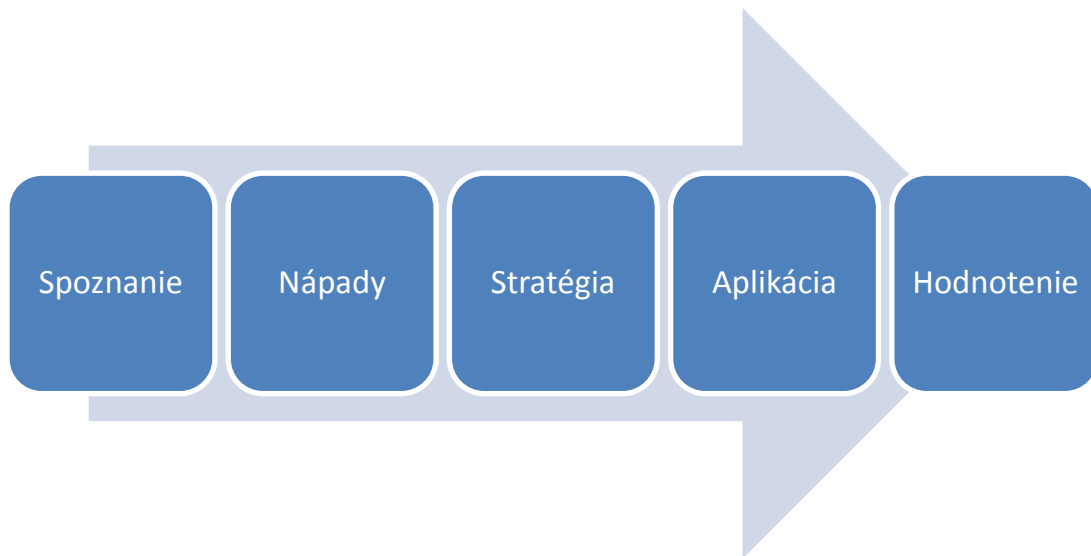 Spoznanie
Nápady
Stratégia
Aplikácia
Hodnotenie